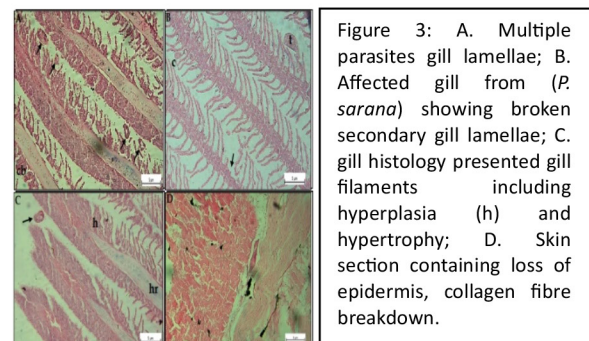 A
B
f
c
cb
C
h
hr
D
Figure 3: A. Multiple
parasites gill lamellae; B.
Affected gill from (P.
sarana) showing broken
secondary gill lamellae; C.
gill histology presented gill
filaments including
hyperplasia (h) and
hypertrophy; D. Skin
section containing loss of
epidermis, collagen fibre
breakdown.